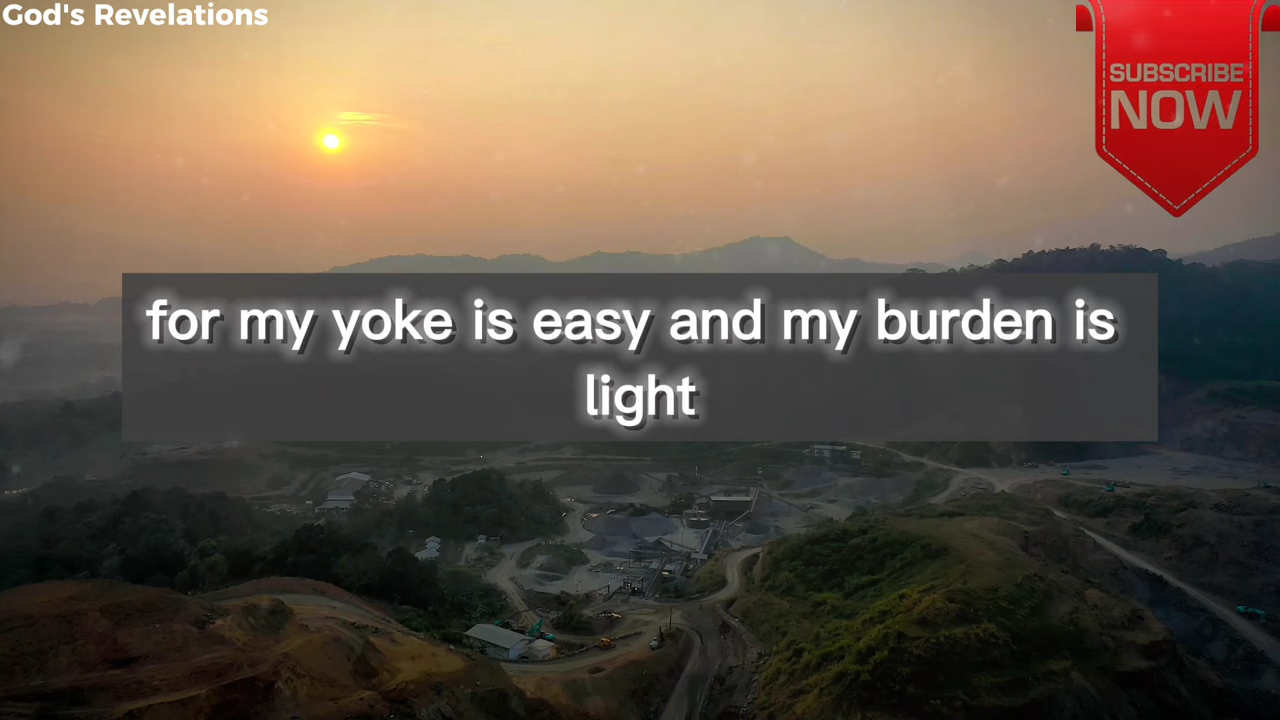 God's Revelations
SUBSCRIBE
NOW
for my yoke is easy and my burden is
light